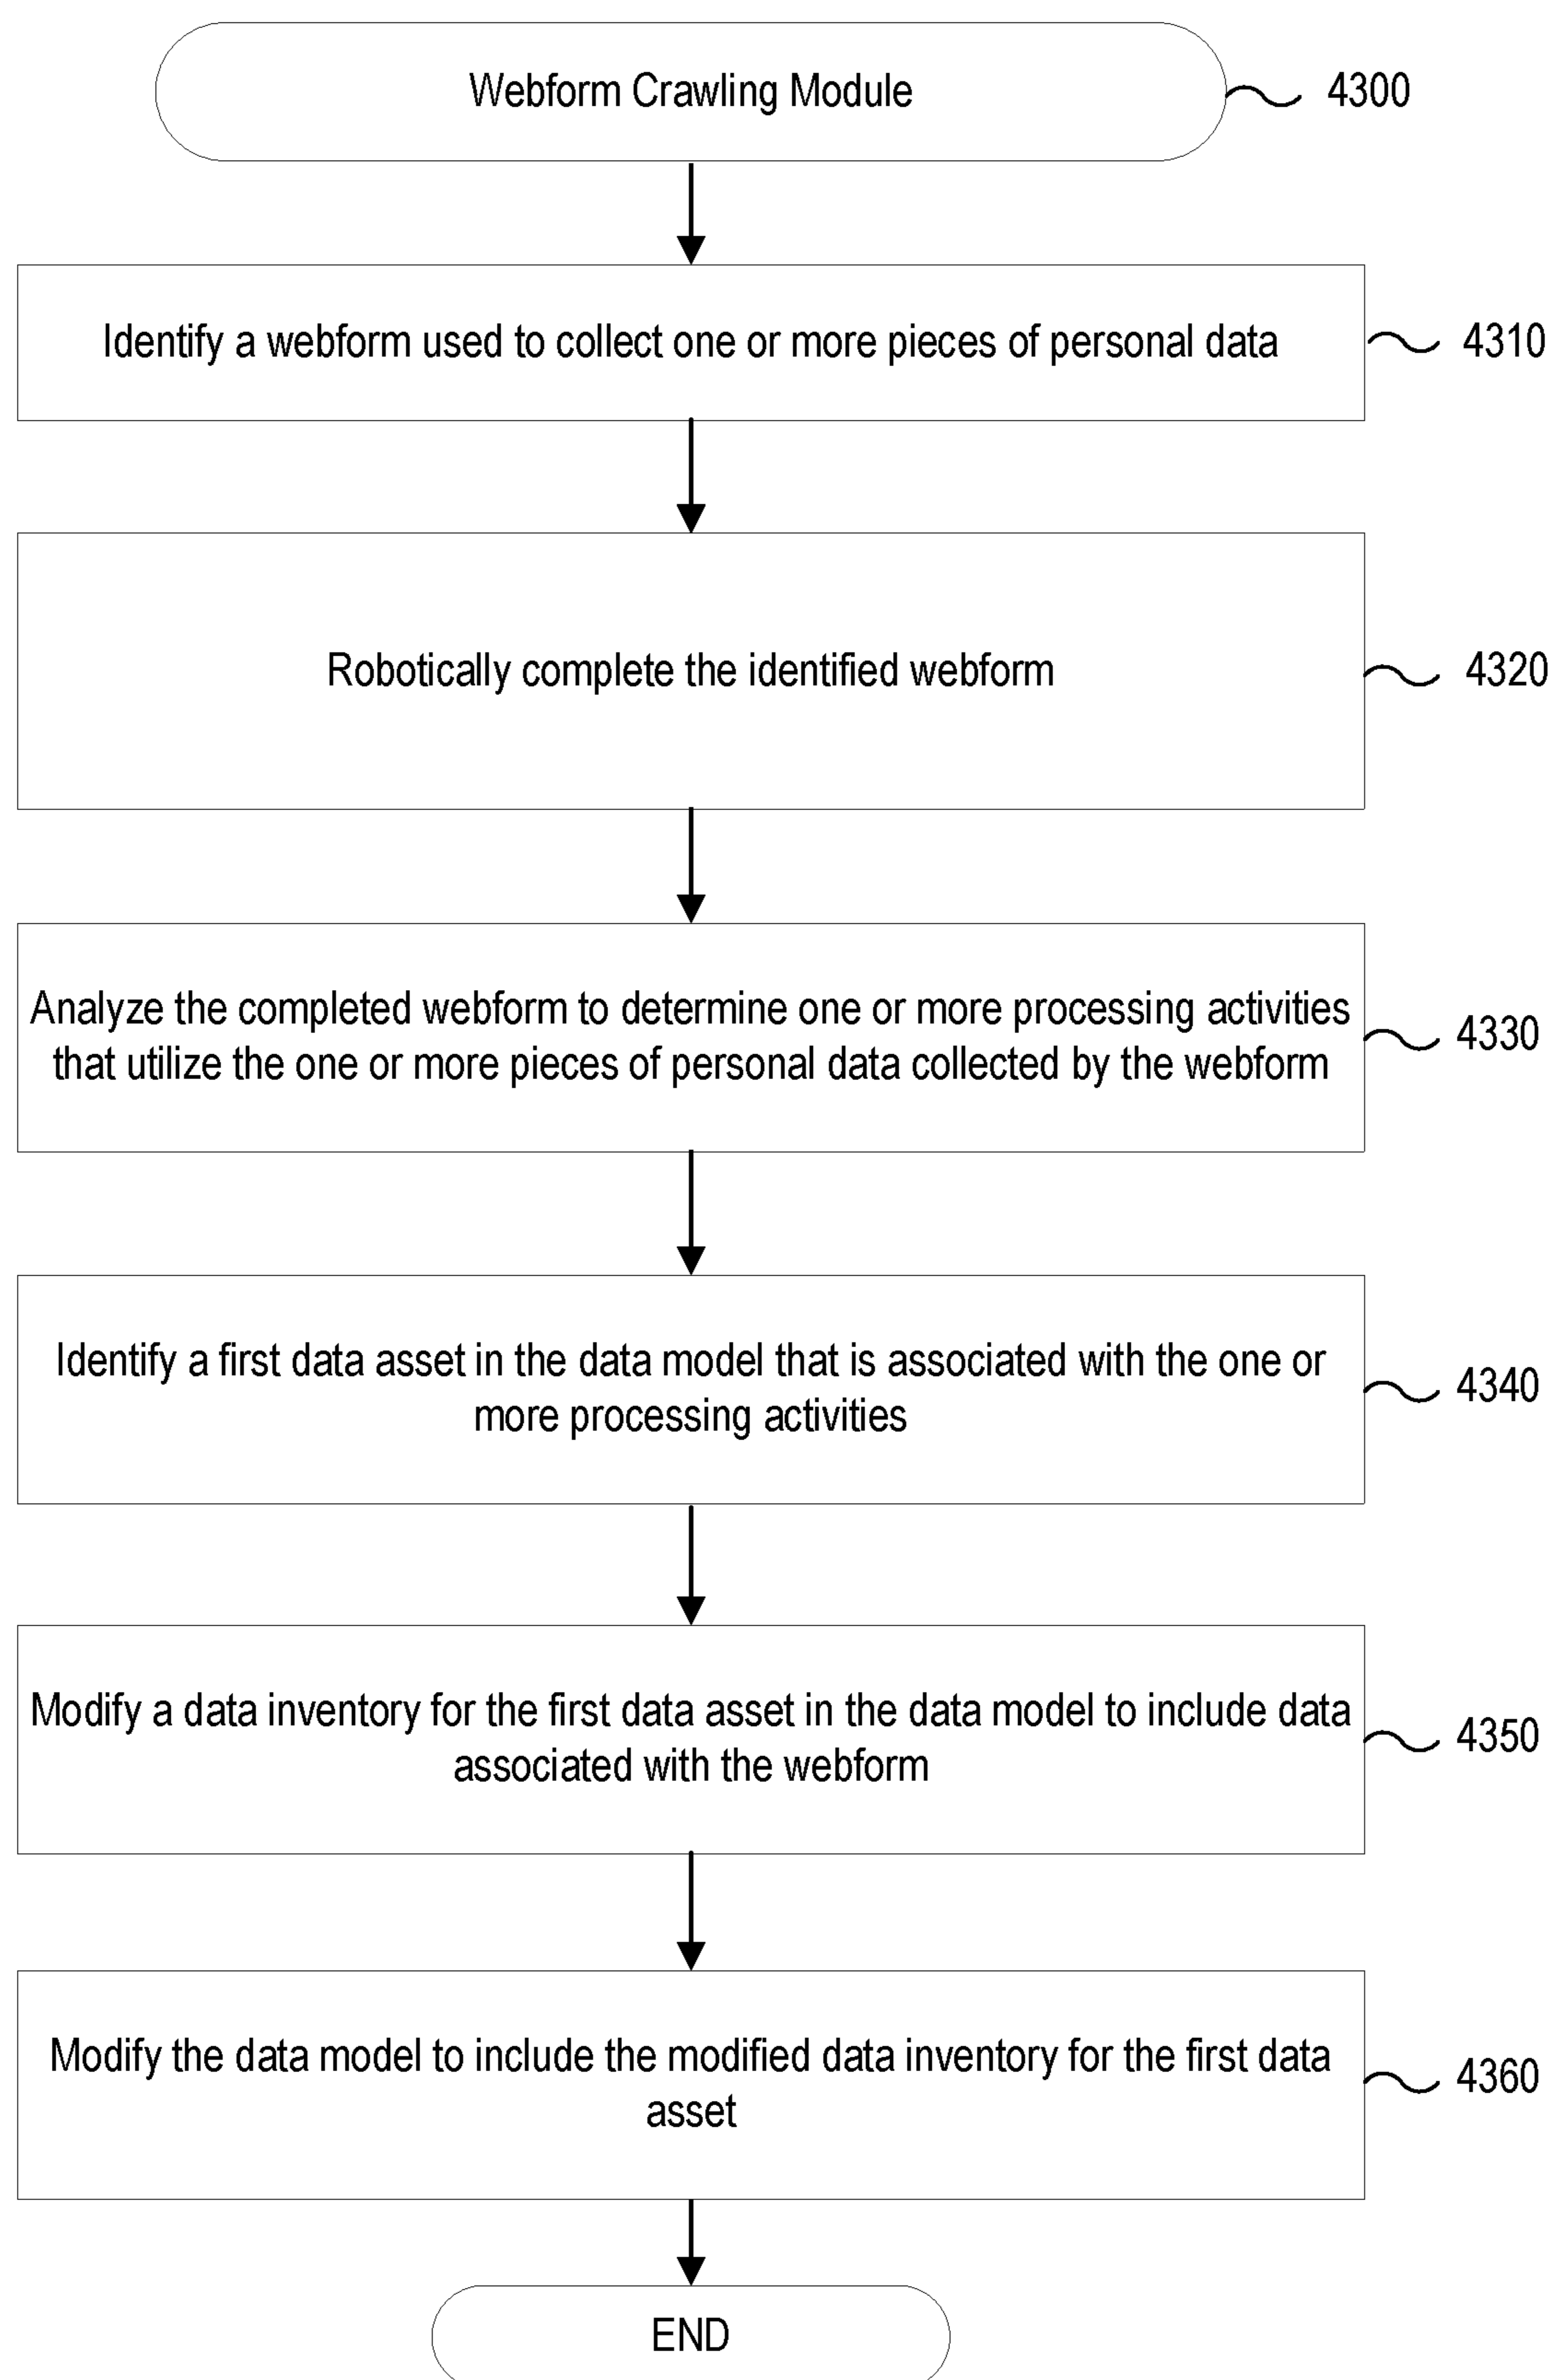 Webform Crawling Module
4300
Identify a webform used to collect one or more pieces of personal data
4310
Robotically complete the identified webform
4320
Analyze the completed webform to determine one or more processing activities
that utilize the one or more pieces of personal data collected by the webform
4330
Identify a first data asset in the data model that is associated with the one or
more processing activities
4340
Modify a data inventory for the first data asset in the data model to include data
associated with the webform
4350
Modify the data model to include the modified data inventory for the first data
asset
4360
END